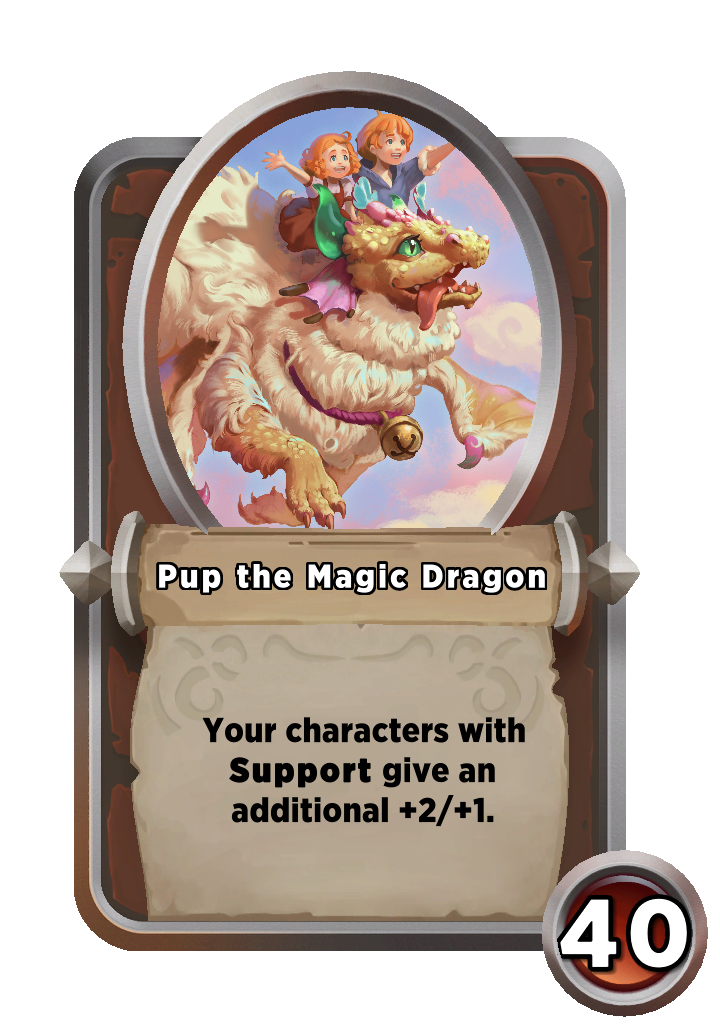 Pup the Magic Dragon
Your characters with
Support give an
additional +2/+1.
40